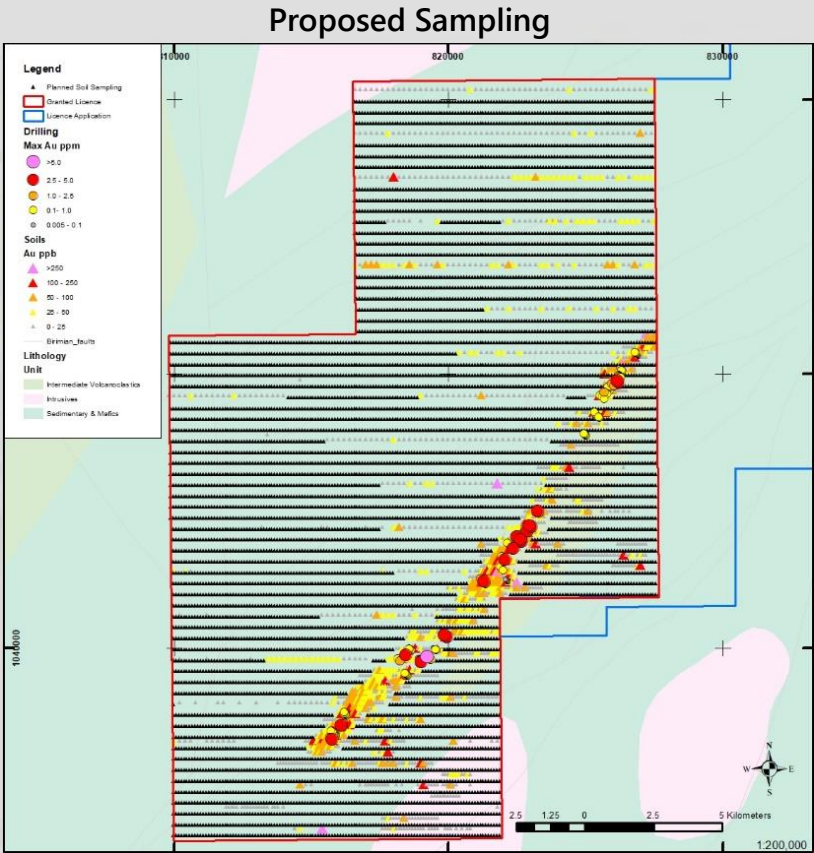 Proposed Sampling
810000
820000
830000
Legend
Planned Soil Sampling
Granted Licence
Licence Application
Drilling
Max Au ppm
>5.0
2.5 - 5.0
1.0 - 2.5
0.1- 1.0
0.005 - 0.1
Soils
Au ppb
>250
100 - 250
50 - 100
25 - 50
0 - 25
Birimian_faults
Lithology
Unit
Intermediate Volcanoclastics
Intrusives
Sedimentary & Mafics
1040000
N
W
E
S
2.5 1.25 0 2.5 5 Kilometers
1:200,000